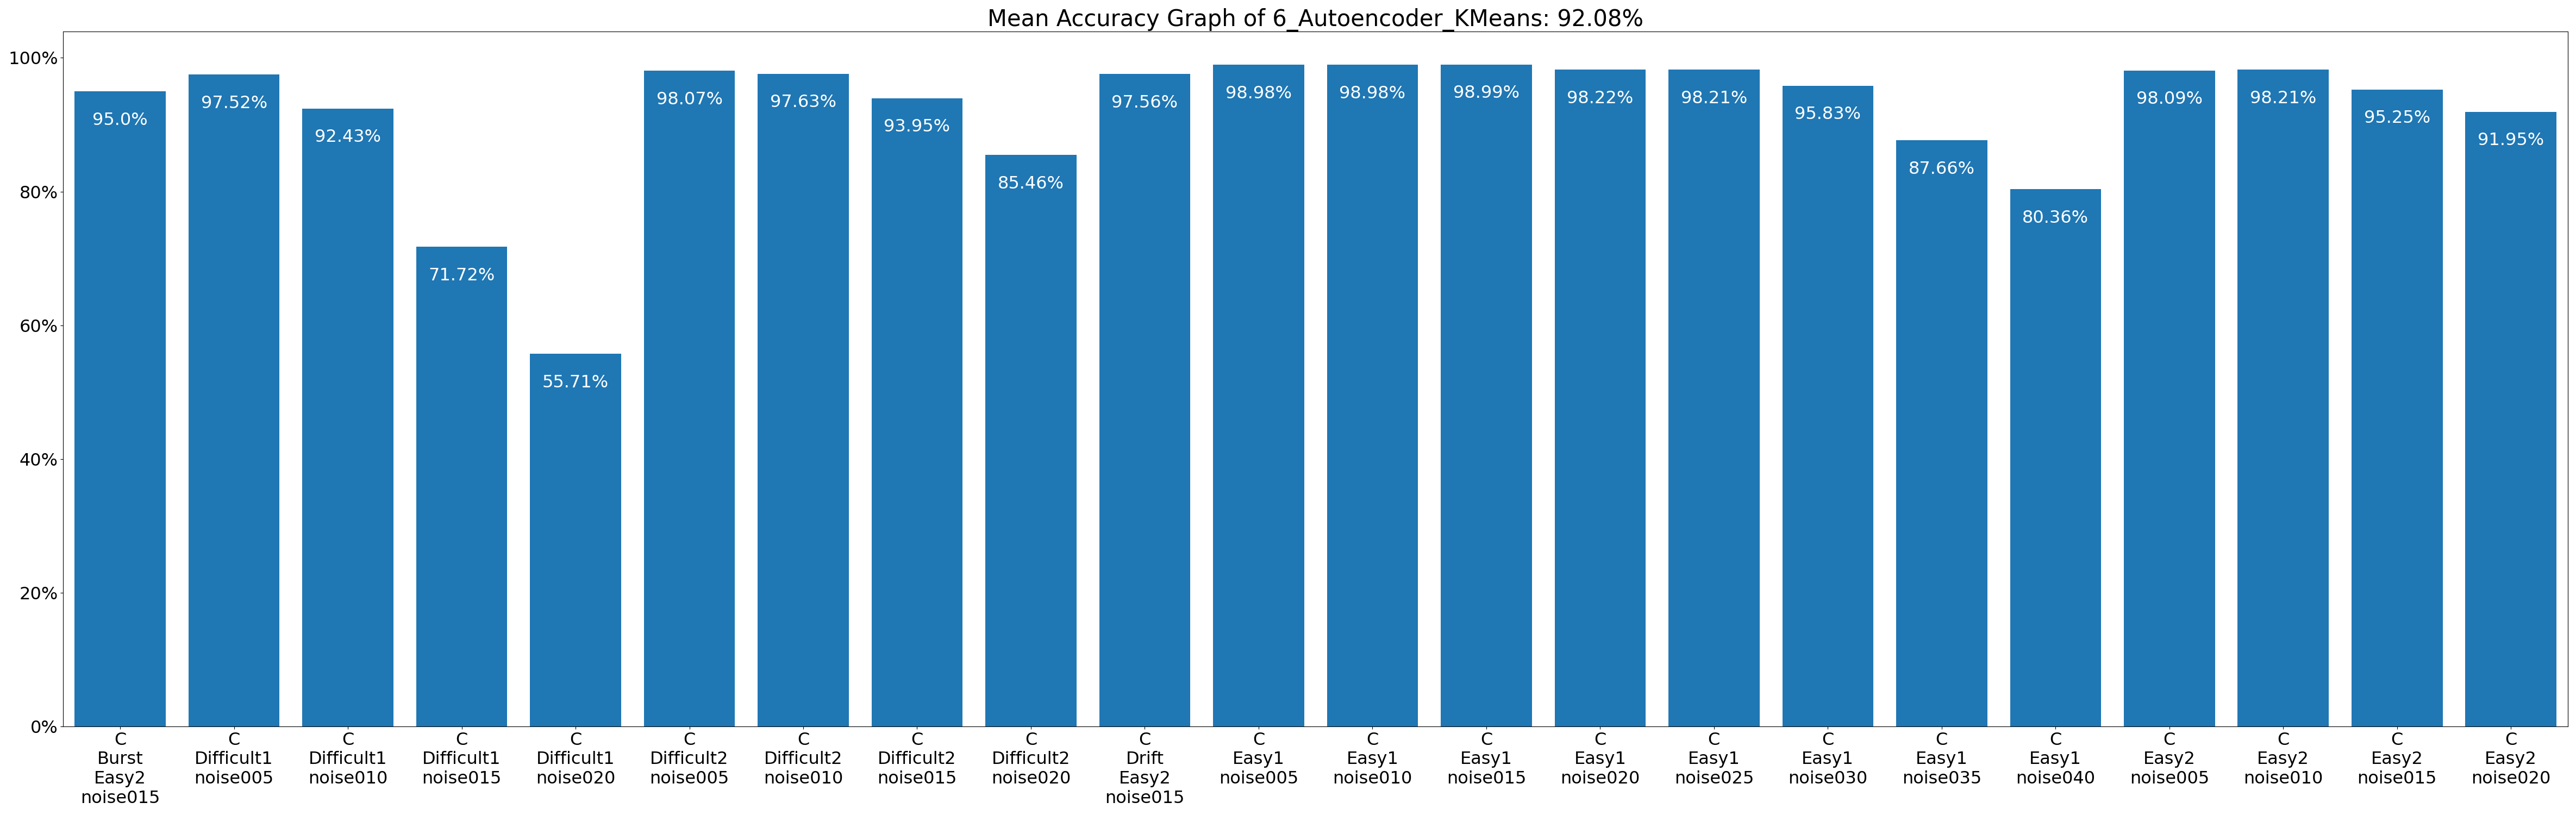 Mean Accuracy Graph of 6_Autoencoder_KMeans: 92.08%
100%
80%
60%
40%
20%
0%
95.0%
97.52%
92.43%
71.72%
55.71%
98.07%
97.63%
93.95%
85.46%
97.56%
98.98%
98.98%
98.99%
98.22%
98.21%
95.83%
87.66%
80.36%
98.09%
98.21%
95.25%
91.95%
C
Burst
Easy2
noise015
C
Difficult1
noise005
C
Difficult1
noise010
C
Difficult1
noise015
C
Difficult1
noise020
C
Difficult2
noise005
C
Difficult2
noise010
C
Difficult2
noise015
C
Difficult2
noise020
C
Drift
Easy2
noise015
C
Easy1
noise005
C
Easy1
noise010
C
Easy1
noise015
C
Easy1
noise020
C
Easy1
noise025
C
Easy1
noise030
C
Easy1
noise035
C
Easy1
noise040
C
Easy2
noise005
C
Easy2
noise010
C
Easy2
noise015
C
Easy2
noise020